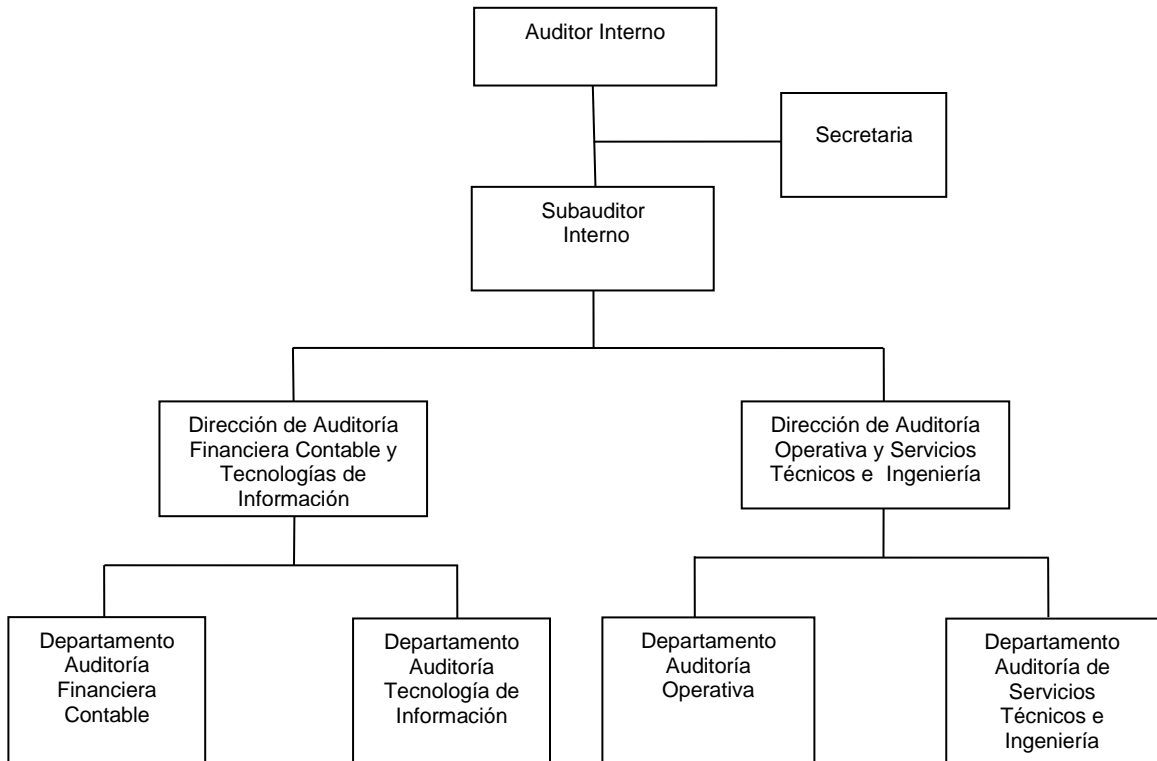 Auditor Interno
Secretaria
Subauditor
Interno
Dirección de Auditoría
Financiera Contable y
Tecnologías de
Información
Dirección de Auditoría
Operativa y Servicios
Técnicos e  Ingeniería
Departamento
Auditoría
Financiera
Contable
Departamento
Auditoría
Tecnología de
Información
Departamento
Auditoría
Operativa
Departamento
Auditoría de
Servicios
Técnicos e
Ingeniería